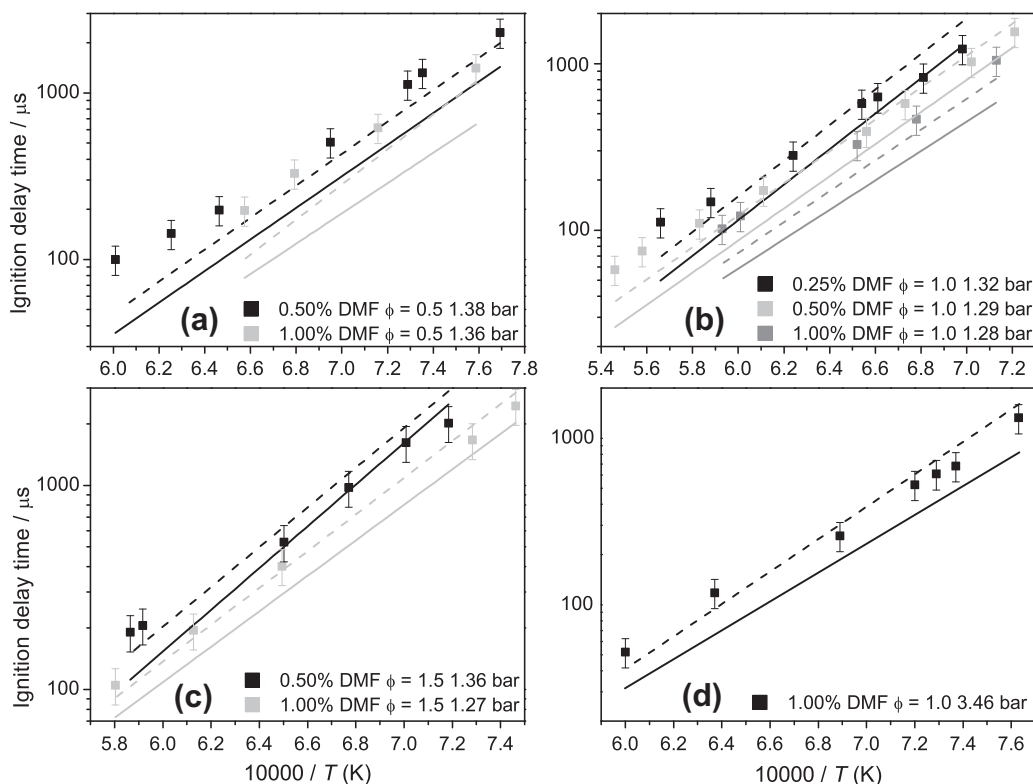 (a)
Ignition delay time / μs
1000
100
6.0 6.2 6.4 6.6 6.8 7.0 7.2 7.4 7.6 7.8
0.50% DMF ϕ = 0.5 1.38 bar
1.00% DMF ϕ = 0.5 1.36 bar
(b)
1000
100
5.4 5.6 5.8 6.0 6.2 6.4 6.6 6.8 7.0 7.2
0.25% DMF ϕ = 1.0 1.32 bar
0.50% DMF ϕ = 1.0 1.29 bar
1.00% DMF ϕ = 1.0 1.28 bar
(c)
Ignition delay time / μs
1000
100
5.8 6.0 6.2 6.4 6.6 6.8 7.0 7.2 7.4
0.50% DMF ϕ = 1.5 1.36 bar
1.00% DMF ϕ = 1.5 1.27 bar
10000 / T (K)
(d)
1000
100
6.0 6.2 6.4 6.6 6.8 7.0 7.2 7.4 7.6
1.00% DMF ϕ = 1.0 3.46 bar
10000 / T (K)